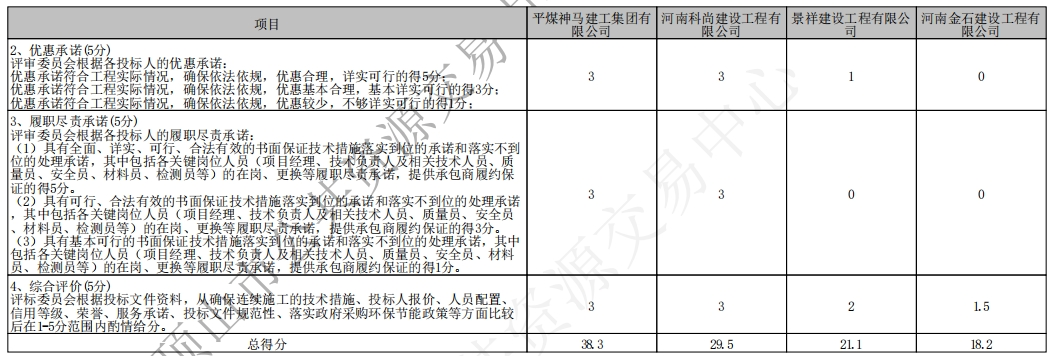 项目
平煤神马建工集团有
限公司
河南科尚建设工程有
限公司
景祥建设工程有限公
司
河南金石建设工程有
限公司
2、优惠承诺(5分)
评审委员会根据各投标人的优惠承诺:
优惠承诺符合工程实际情况，确保依法依规，优惠合理，详实可行的得5分;
优惠承诺符合工程实际情况，确保依法依规，优惠基本合理，基本详实可行的得3分;
优惠承诺符合工程实际情况，确保依法依规，优惠较少，不够详实可行的得1分;
3
3
1
0
3、履职尽责承诺(5分)
评审委员会根据各投标人的履职尽责承诺:
（1）具有全面、详实、可行、合法有效的书面保证技术措施落实到位的承诺和落实不到
位的处理承诺，其中包括各关键岗位人员（项目经理、技术负责人及相关技术人员、质
量员、安全员、材料员、检测员等）的在岗、更换等履职尽责承诺，提供承包商履约保
证的得5分。
（2）具有可行、合法有效的书面保证技术措施落实到位的承诺和落实不到位的处理承诺
，其中包括各关键岗位人员（项目经理、技术负责人及相关技术人员、质量员、安全员
、材料员、检测员等）的在岗、更换等履职尽责承诺，提供承包商履约保证的得3分。
（3）具有基本可行的书面保证技术措施落实到位的承诺和落实不到位的处理承诺，其中
包括各关键岗位人员（项目经理、技术负责人及相关技术人员、质量员、安全员、材料
员、检测员等）的在岗、更换等履职尽责承诺，提供承包商履约保证的得1分。
3
3
0
0
4、综合评价(5分)
评标委员会根据投标文件资料，从确保连续施工的技术措施、投标人报价、人员配置、
信用等级、荣誉、服务承诺、投标文件规范性、落实政府采购环保节能政策等方面比较
后在1-5分范围内酌情给分。
3
3
2
1.5
总得分
38.3
29.5
21.1
18.2